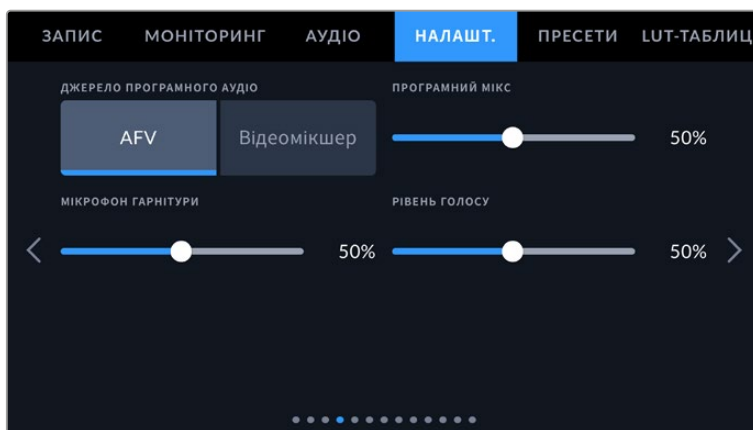 ЗАПИС МОНІТОРИНГ АУДІО НАЛАШТ. ПРЕСЕТИ LUT-ТАБЛИЦ
ДЖЕРЕЛО ПРОГРАМНОГО АУДІО ПРОГРАМНИЙ МІКС
AFV Відеомікшер 50%
МІКРОФОН ГАРНІТУРИ РІВЕНЬ ГОЛОСУ
50% 50%